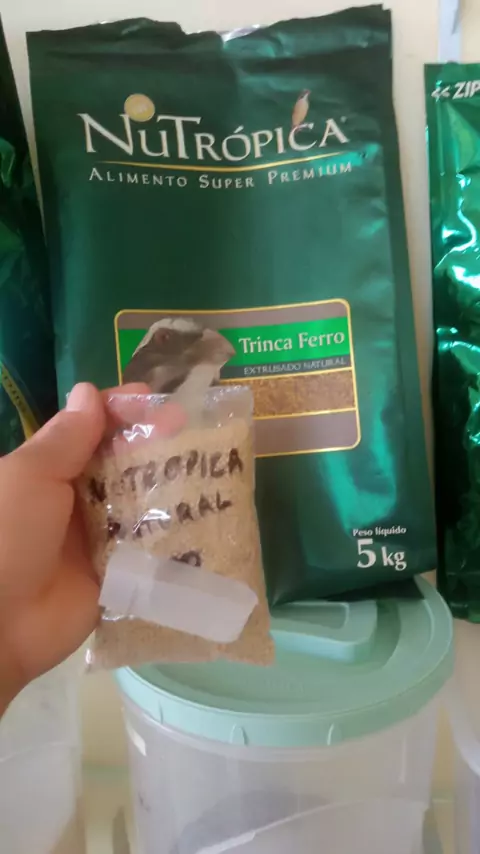 NuTrópica
Alimento Super Premium
Trinca Ferro
EXTRUSADO NATURAL
Peso líquido
5 kg
<< ZIP
NUTROPICA
NATURAL